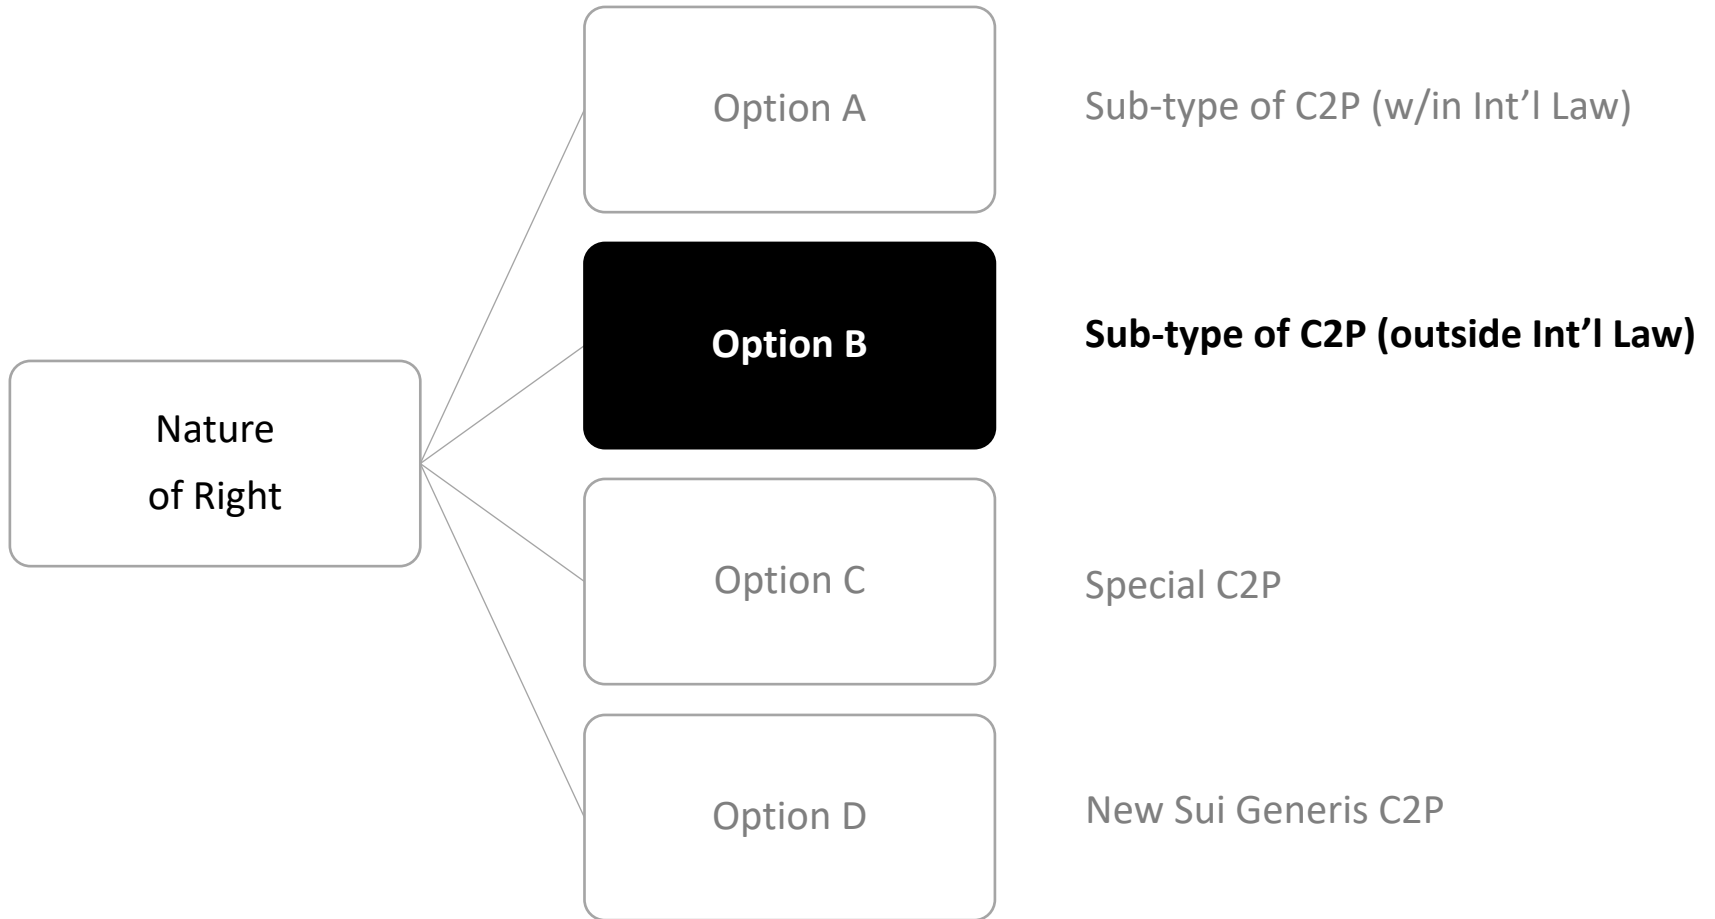 Option A
Sub-type of C2P (w/in Int’l Law)
Option B
Sub-type of C2P (outside Int’l Law)
Nature
of Right
Option C
Special C2P
Option D
New Sui Generis C2P